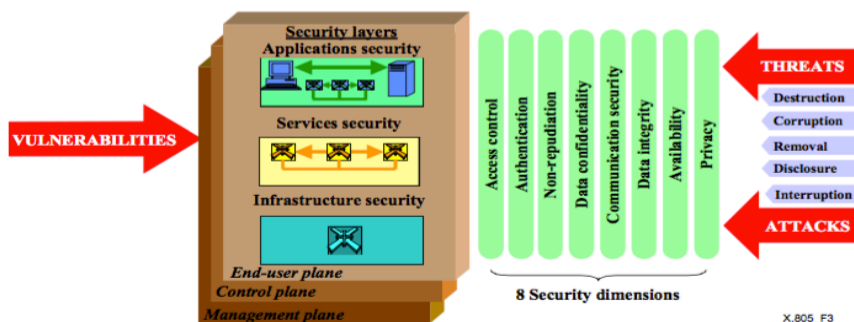 Security layers
Applications security
Services security
Infrastructure security
End-user plane
Control plane
Management plane
VULNERABILITIES
Access control
Authentication
Non-repudiation
Data confidentiality
Communication security
Data integrity
Availability
Privacy
8 Security dimensions
THREATS
Destruction
Corruption
Removal
Disclosure
Interruption
ATTACKS
X.805_F3